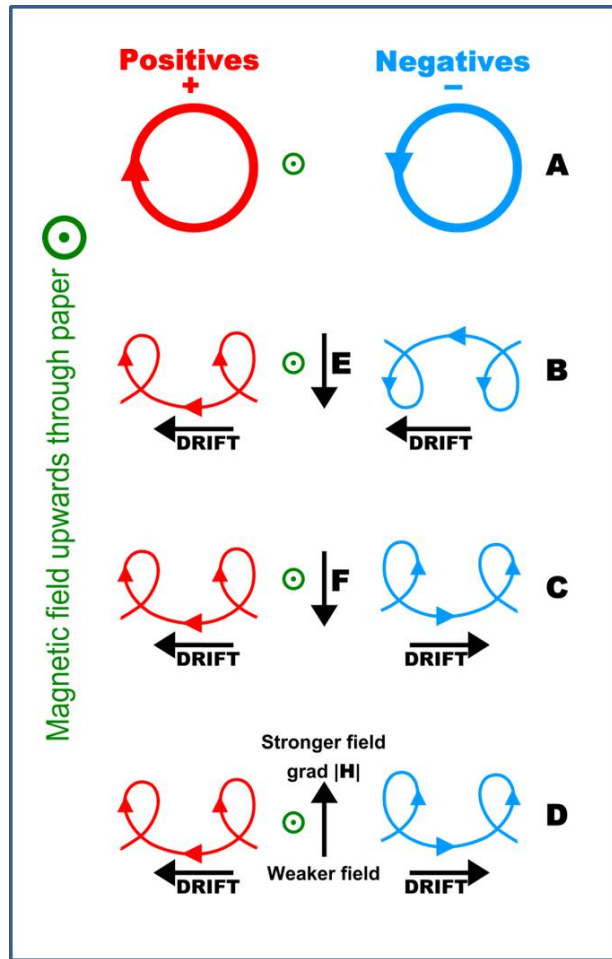 Positives
+
Negatives
–
A
Magnetic field upwards through paper
E
B
DRIFT
DRIFT
F
C
DRIFT
DRIFT
Stronger field
grad |H|
D
Weaker field
DRIFT
DRIFT